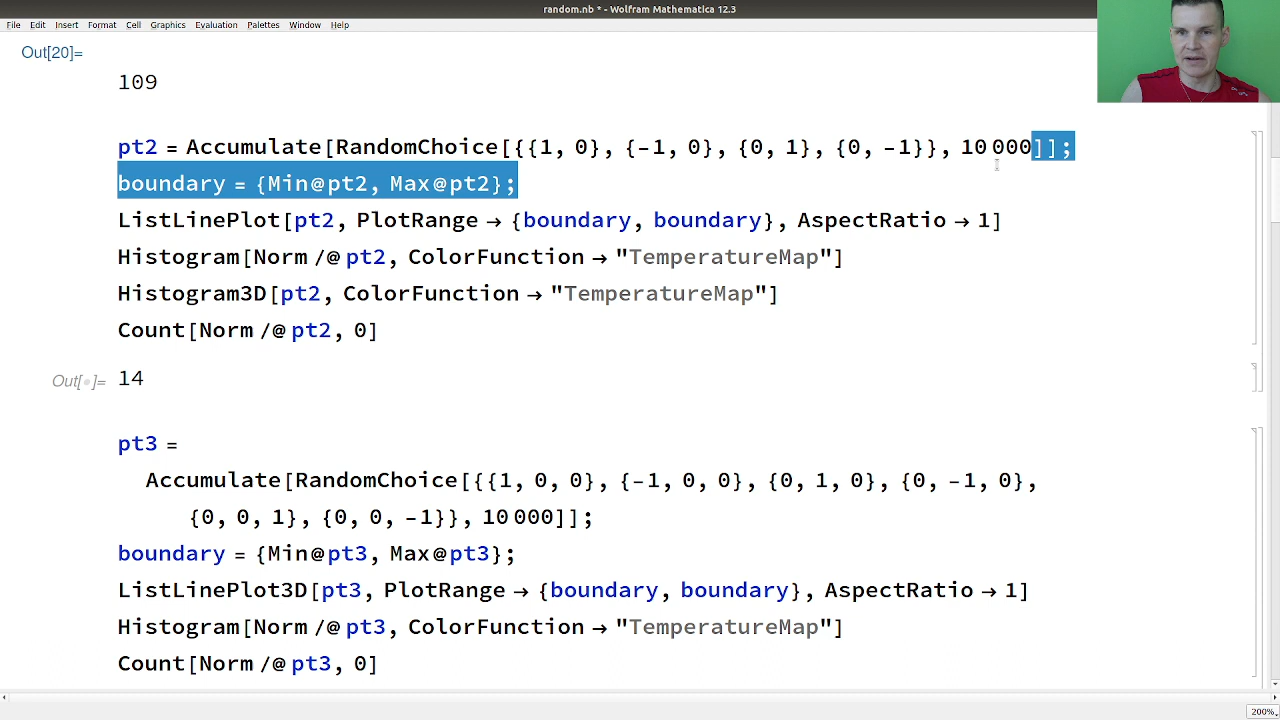 random.nb * - Wolfram Mathematica 12.3
File Edit Insert Format Cell Graphics Evaluation Palettes Window Help
Out[20]=
109
pt2 = Accumulate[RandomChoice[{{1, 0}, {-1, 0}, {0, 1}, {0, -1}}, 10 000]];
boundary = {Min@pt2, Max@pt2};
ListLinePlot[pt2, PlotRange → {boundary, boundary}, AspectRatio → 1]
Histogram[Norm /@ pt2, ColorFunction → "TemperatureMap"]
Histogram3D[pt2, ColorFunction → "TemperatureMap"]
Count[Norm /@ pt2, 0]
Out[•]= 14
pt3 =
Accumulate[RandomChoice[{{1, 0, 0}, {-1, 0, 0}, {0, 1, 0}, {0, -1, 0},
{0, 0, 1}, {0, 0, -1}}, 10 000]];
boundary = {Min@pt3, Max@pt3};
ListLinePlot3D[pt3, PlotRange → {boundary, boundary}, AspectRatio → 1]
Histogram[Norm /@ pt3, ColorFunction → "TemperatureMap"]
Count[Norm /@ pt3, 0]
200%